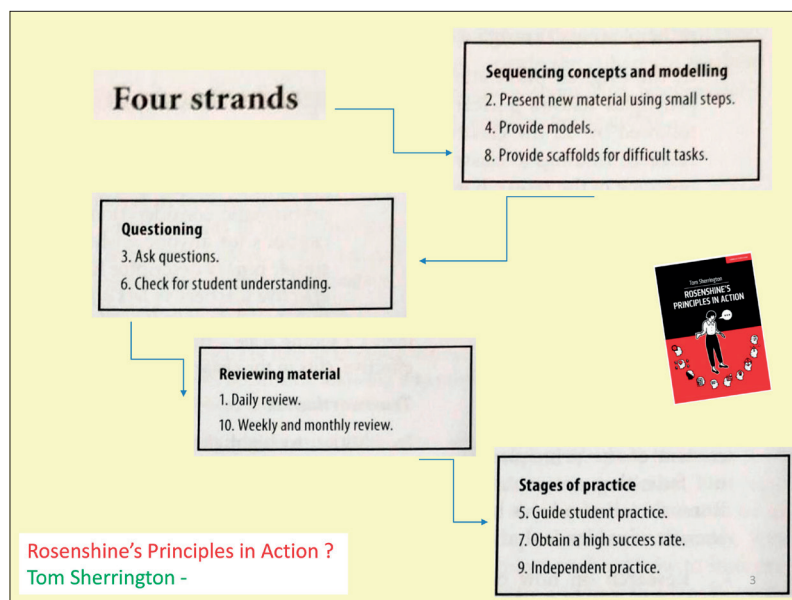 Four strands
Sequencing concepts and modelling
2. Present new material using small steps.
4. Provide models.
8. Provide scaffolds for difficult tasks.
Questioning
3. Ask questions.
6. Check for student understanding.
Tom Sherrington
ROSENSHINE'S
PRINCIPLES IN ACTION
Reviewing material
1. Daily review.
10. Weekly and monthly review.
Stages of practice
5. Guide student practice.
7. Obtain a high success rate.
9. Independent practice.
3
Rosenshine's Principles in Action ?
Tom Sherrington -